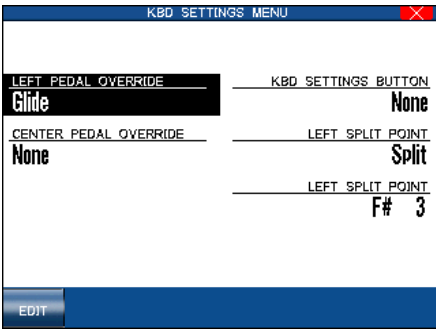 KBD SETTINGS MENU
LEFT PEDAL OVERRIDE
Glide
KBD SETTINGS BUTTON
None
CENTER PEDAL OVERRIDE
None
LEFT SPLIT POINT
Split
LEFT SPLIT POINT
F# 3
EDIT